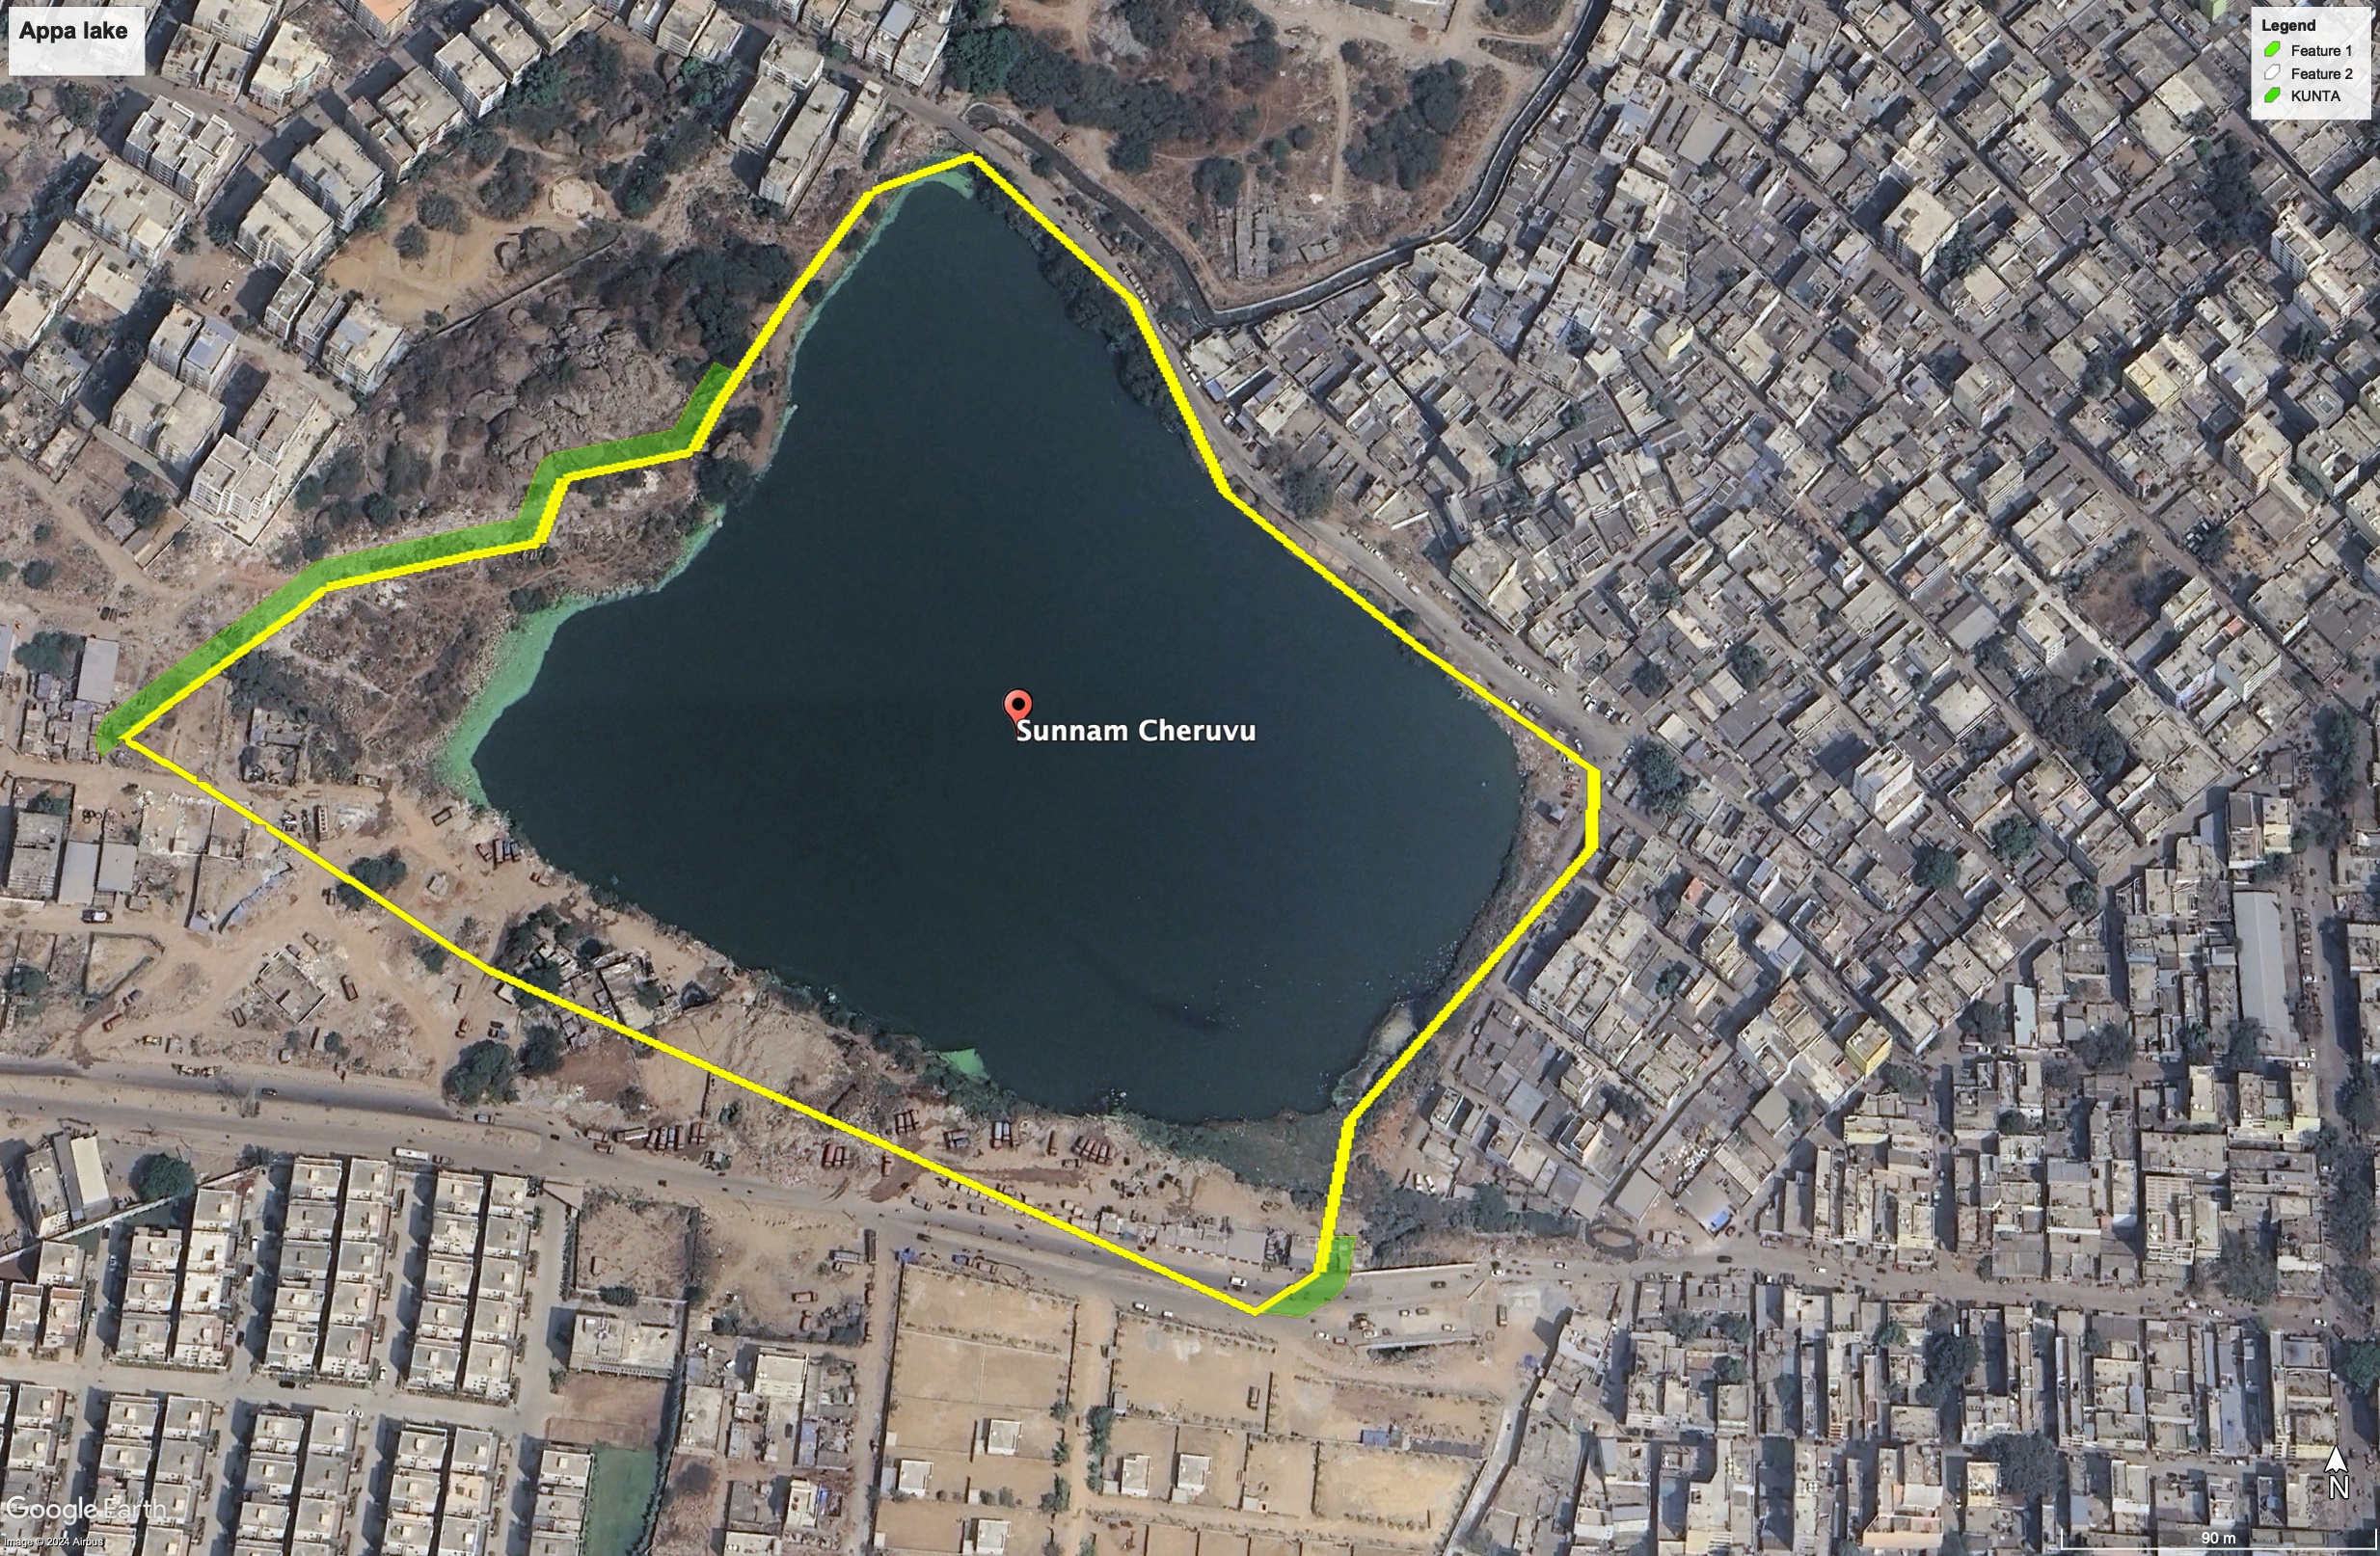 Appa lake
Legend
Feature 1
Feature 2
KUNTA
Sunnam Cheruvu
Google Earth
Image © 2024 Airbus
N
90 m